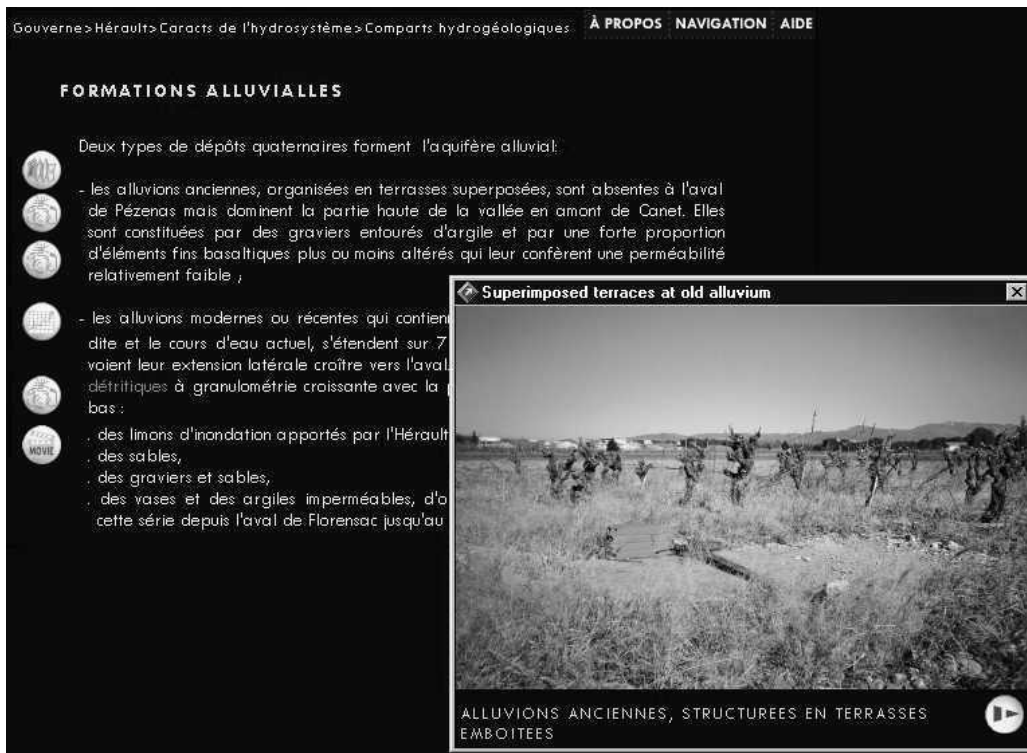 Gouverne>Hérault>Caracts de l'hydrosystème>Comparts hydrogéologiques
À PROPOS NAVIGATION AIDE
FORMATIONS ALLUVIALLES
Deux types de dépôts quaternaires forment l'aquifère alluvial:
- les alluvions anciennes, organisées en terrasses superposées, sont absentes à l'aval
de Pézenas mais dominent la partie haute de la vallée en amont de Canet. Elles
sont constituées par des graviers entourés d'argile et par une forte proportion
d'éléments fins basaltiques plus ou moins altérés qui leur confèrent une perméabilité
relativement faible ;
- les alluvions modernes ou récentes qui contienn
dite et le cours d'eau actuel, s'étendent sur 7
voient leur extension latérale croître vers l'aval.
détritiques à granulométrie croissante avec la p
bas :
. des limons d'inondation apportés par l'Hérault
. des sables,
. des graviers et sables,
. des vases et des argiles imperméables, d'o
cette série depuis l'aval de Florensac jusqu'au
MOVIE
Superimposed terraces at old alluvium
ALLUVIONS ANCIENNES, STRUCTUREES EN TERRASSES
EMBOITEES